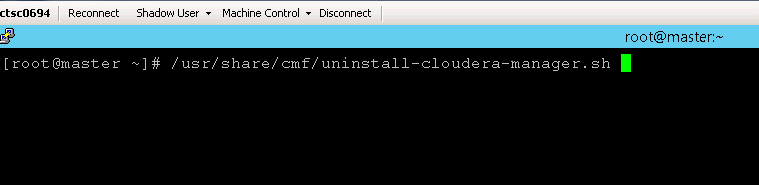 ctsc0694 Reconnect Shadow User Machine Control Disconnect
root@master:~
[root@master ~]# /usr/share/cmf/uninstall-cloudera-manager.sh